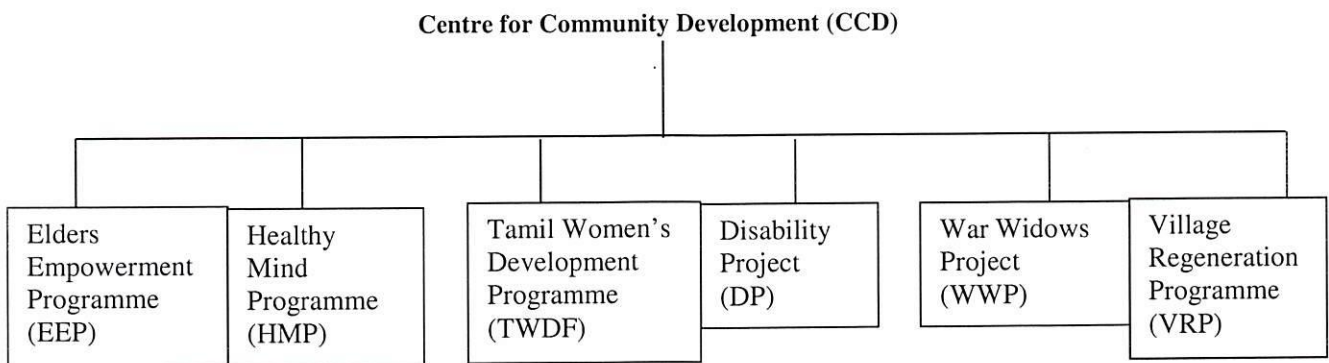 Centre for Community Development (CCD)
Elders
Empowerment
Programme
(EEP)
Healthy
Mind
Programme
(HMP)
Tamil Women's
Development
Programme
(TWDF)
Disability
Project
(DP)
War Widows
Project
(WWP)
Village
Regeneration
Programme
(VRP)